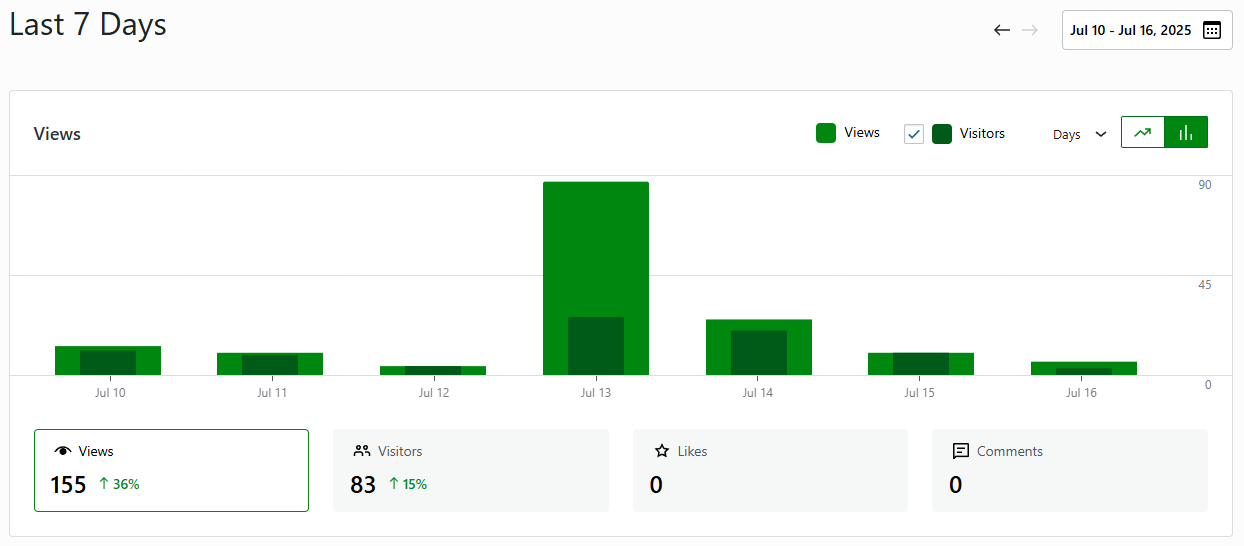 Last 7 Days
Jul 10 - Jul 16, 2025
Views
Views
Visitors
Days
90
45
0
Jul 10
Jul 11
Jul 12
Jul 13
Jul 14
Jul 15
Jul 16
Views
155 ↑ 36%
Visitors
83 ↑ 15%
Likes
0
Comments
0